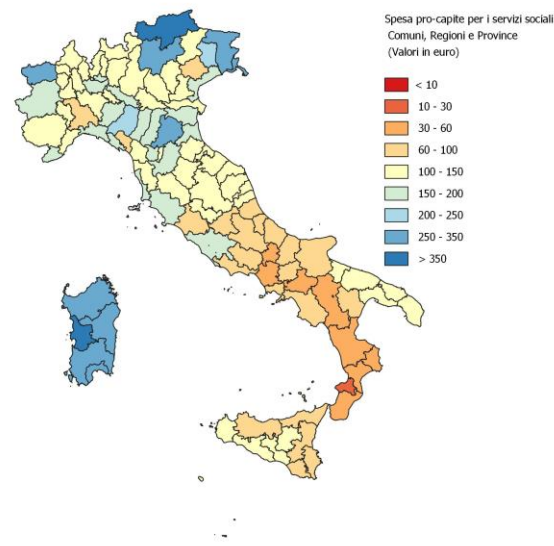 Spesa pro-capite per i servizi sociali
Comuni, Regioni e Province
(Valori in euro)
< 10
10 - 30
30 - 60
60 - 100
100 - 150
150 - 200
200 - 250
250 - 350
> 350